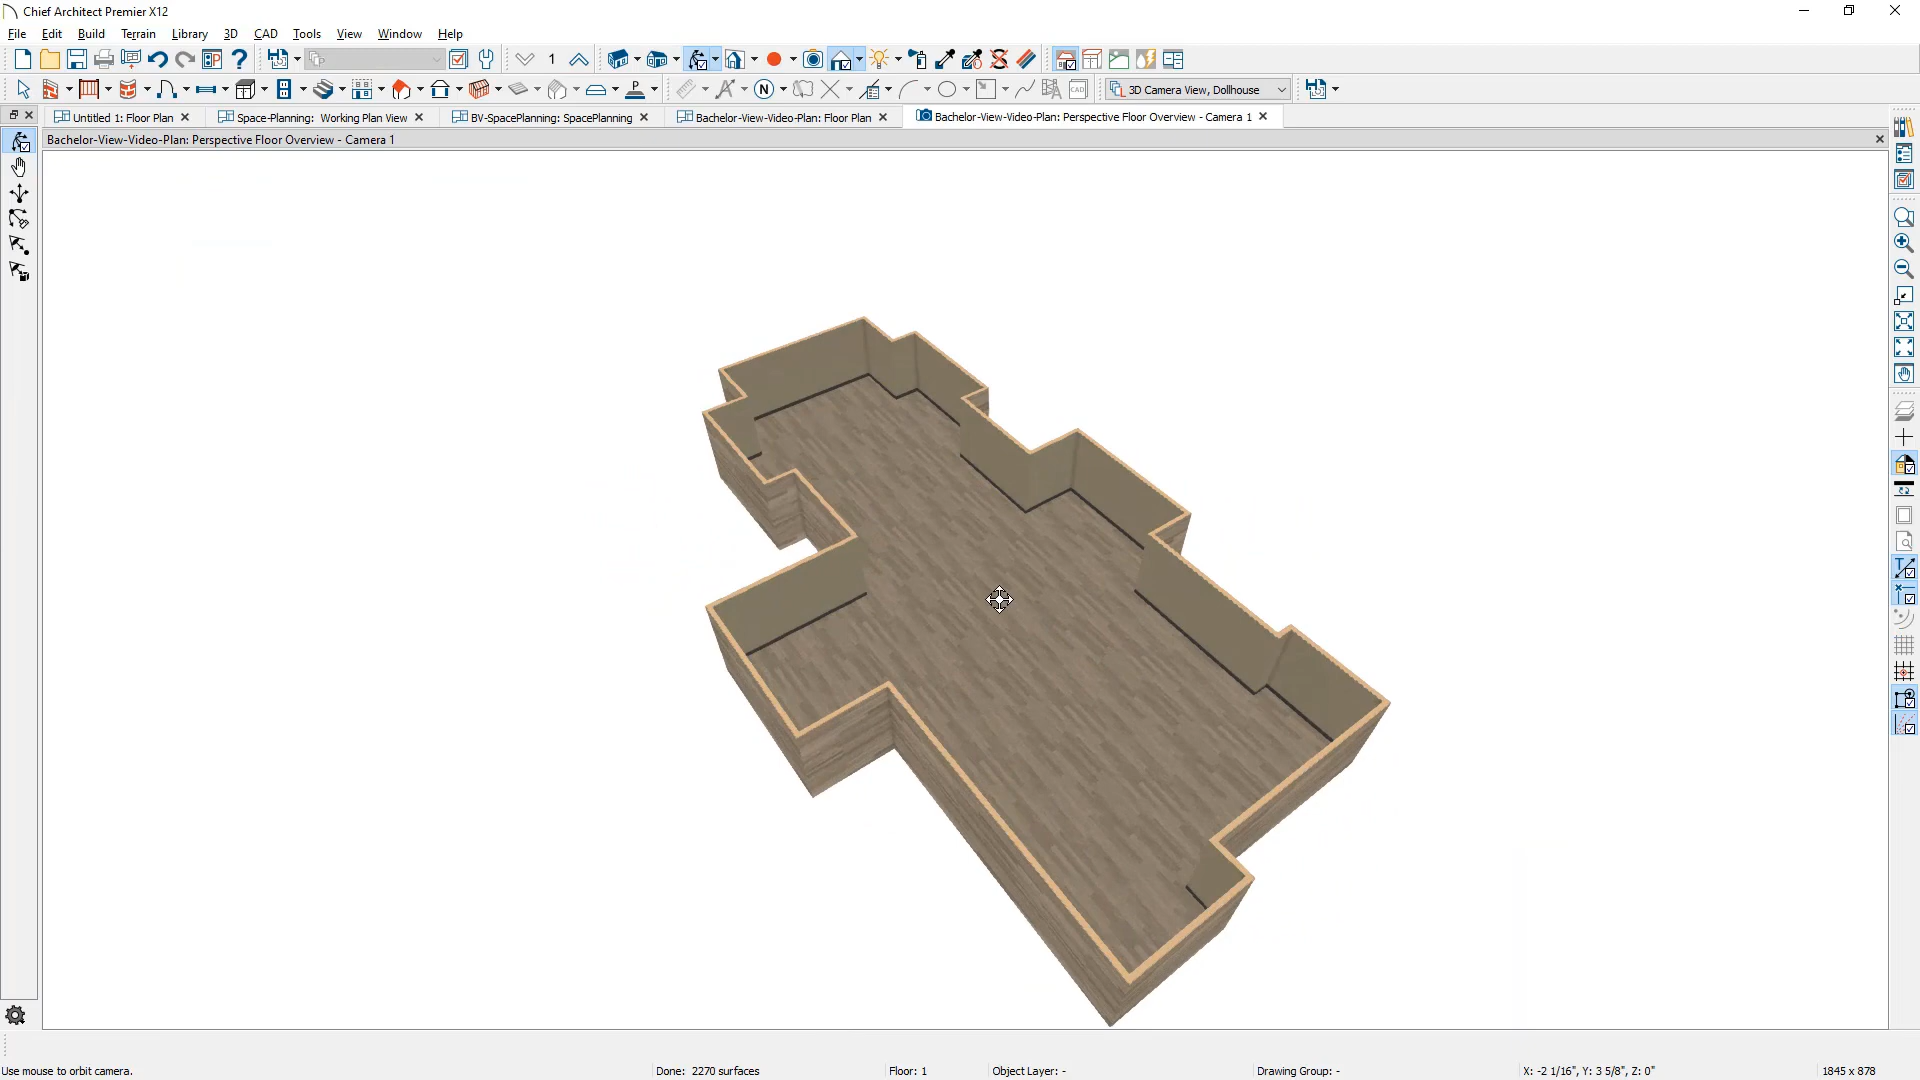 Chief Architect Premier X12
File Edit Build Terrain Library 3D CAD Tools View Window Help
1
N P CAD 3D Camera View, Dollhouse
Untitled 1: Floor Plan Space-Planning: Working Plan View BV-SpacePlanning: SpacePlanning Bachelor-View-Video-Plan: Floor Plan Bachelor-View-Video-Plan: Perspective Floor Overview - Camera 1
Bachelor-View-Video-Plan: Perspective Floor Overview - Camera 1
Use mouse to orbit camera. Done: 2270 surfaces Floor: 1 Object Layer: - Drawing Group: - X: -2 1/16", Y: 3 5/8", Z: 0" 1845 x 878